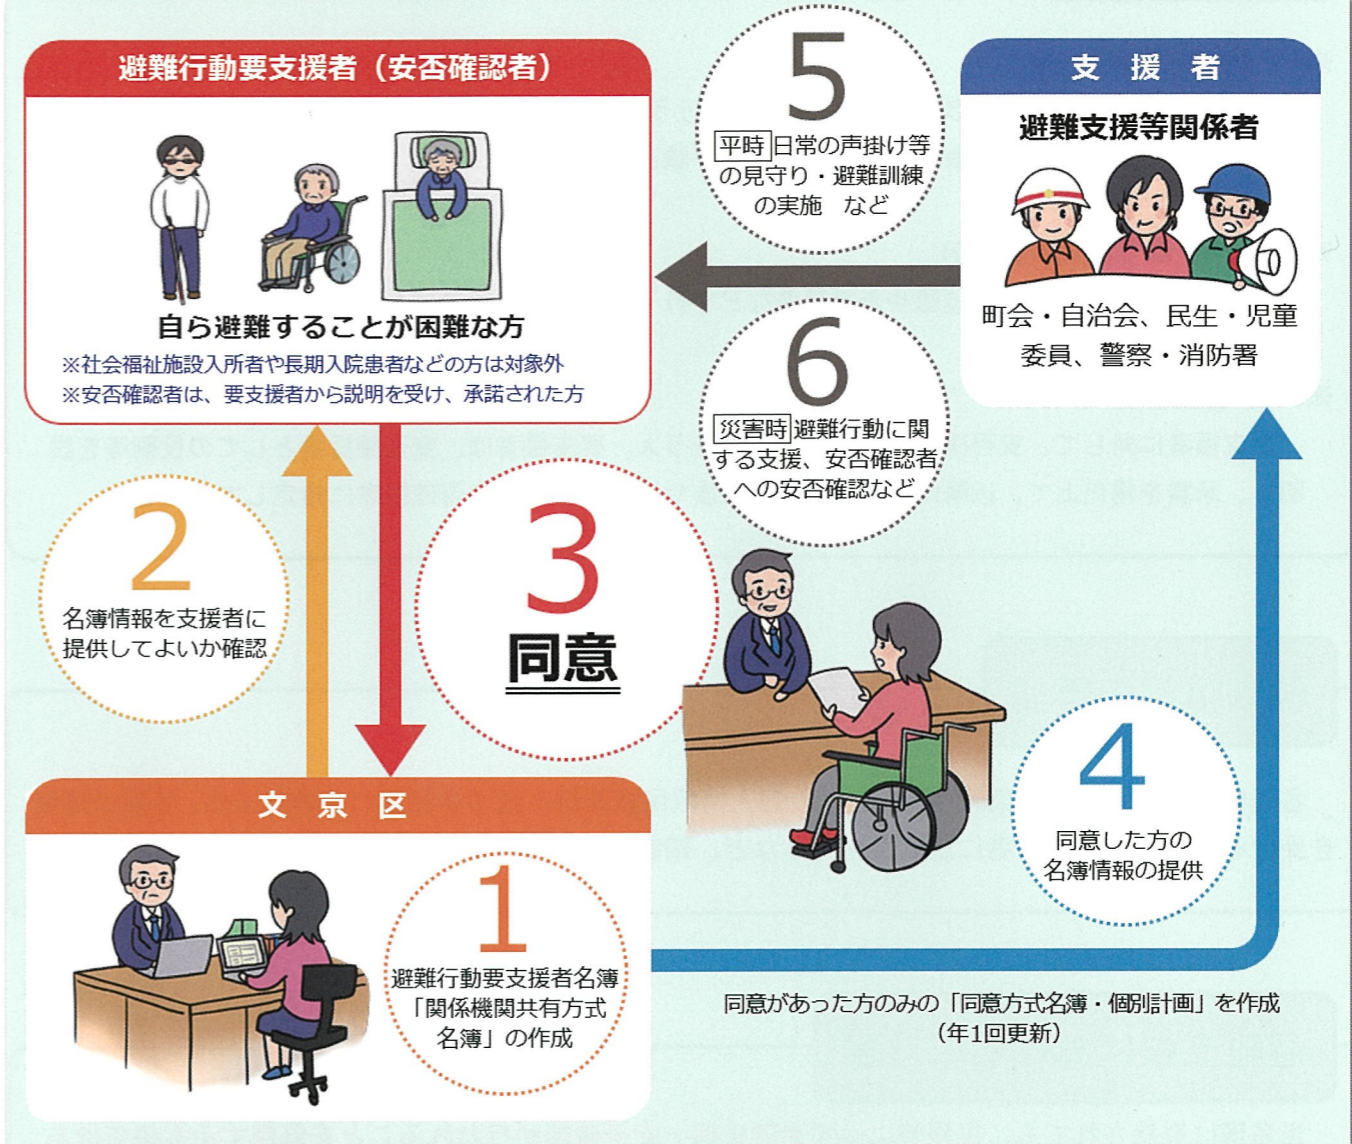 避難行動要支援者（安否確認者）
自ら避難することが困難な方
※社会福祉施設入所者や長期入院患者などの方は対象外
※安否確認者は、要支援者から説明を受け、承諾された方
5
平時 日常の声掛け等
の見守り・避難訓練
の実施　など
支　援　者
避難支援等関係者
町会・自治会、民生・児童
委員、警察・消防署
6
災害時 避難行動に関
する支援、安否確認者
への安否確認など
2
名簿情報を支援者に
提供してよいか確認
3
同意
4
同意した方の
名簿情報の提供
文　京　区
1
避難行動要支援者名簿
「関係機関共有方式
名簿」の作成
同意があった方のみの「同意方式名簿・個別計画」を作成
（年1回更新）